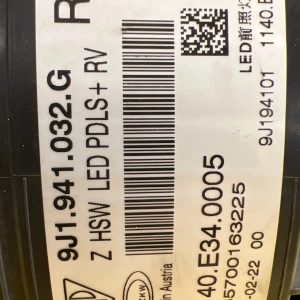 R
9J1.941.032.G
Z HSW LED PDLS+ RV
in Austria
40.E34.0005
5700163225
-02-22 00
LED前照灯
9J194101 1140.E